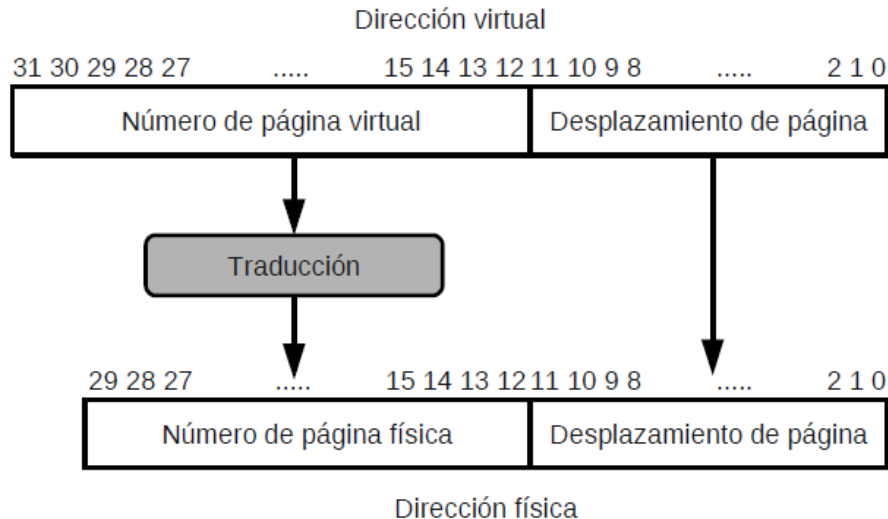 Dirección virtual
31 30 29 28 27 ..... 15 14 13 12 11 10 9 8 ..... 2 1 0
Número de página virtual Desplazamiento de página
Traducción
29 28 27 ..... 15 14 13 12 11 10 9 8 ..... 2 1 0
Número de página física Desplazamiento de página
Dirección física